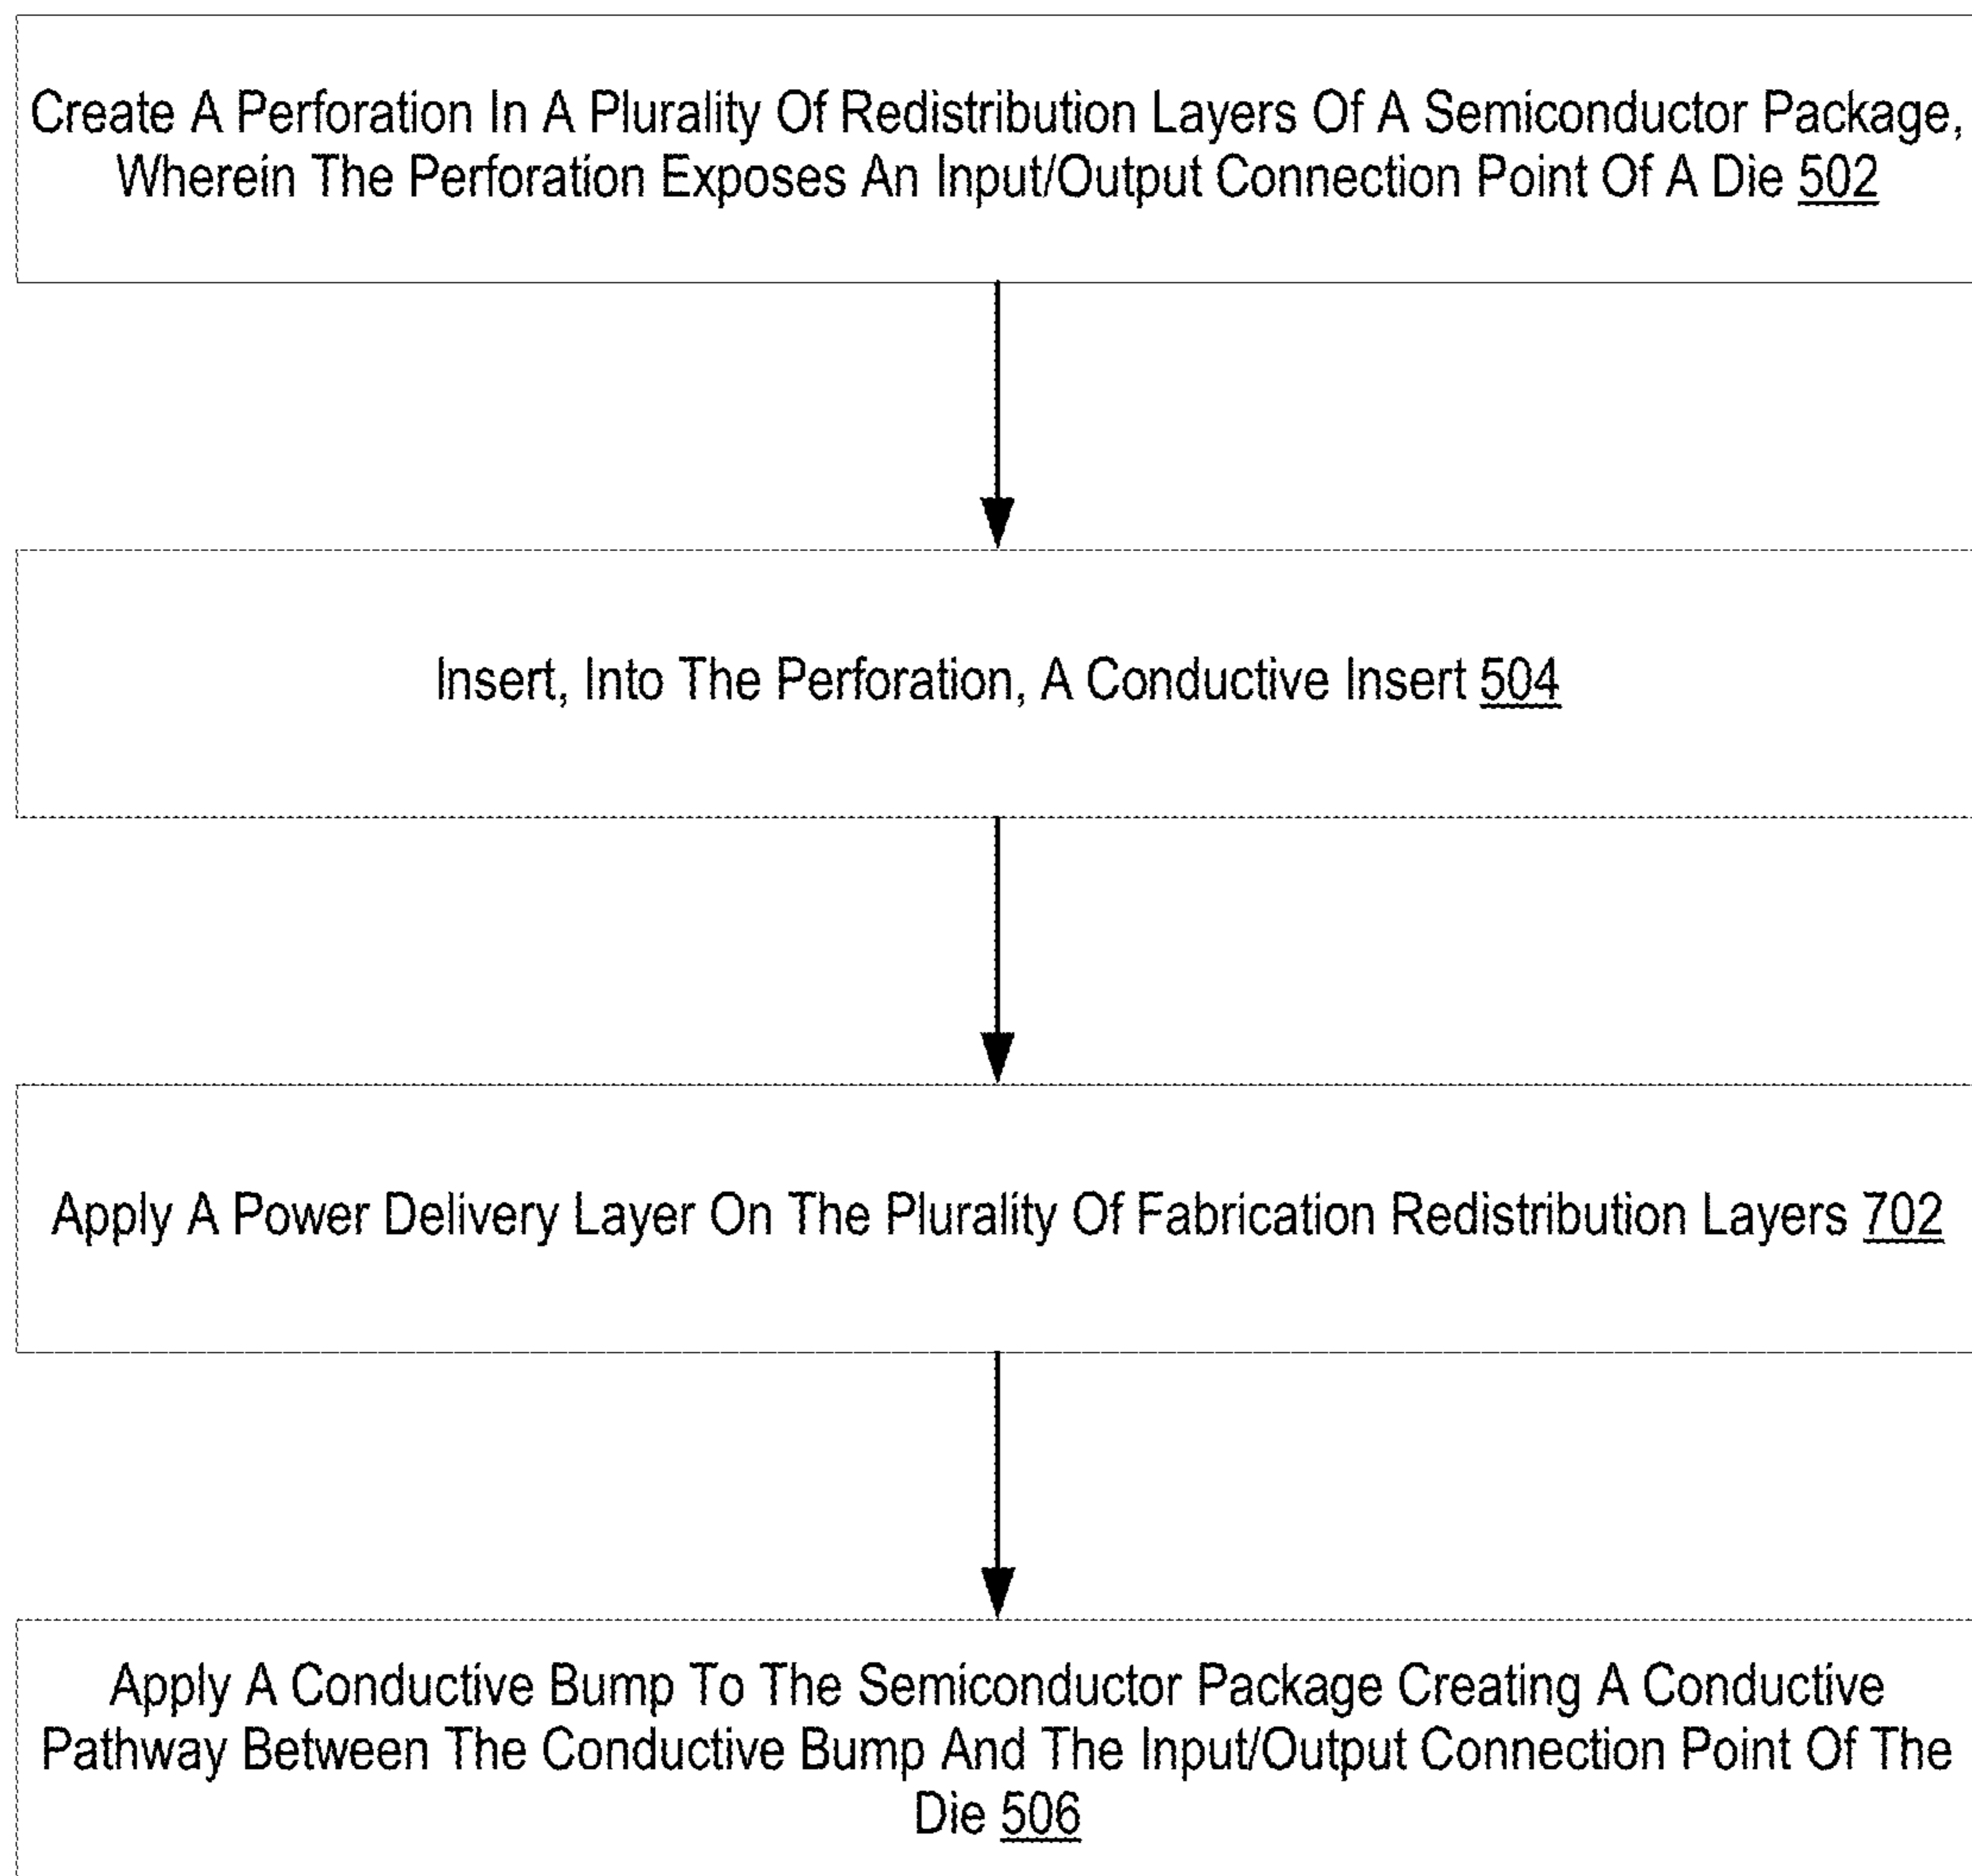 Create A Perforation In A Plurality Of Redistribution Layers Of A Semiconductor Package,
Wherein The Perforation Exposes An Input/Output Connection Point Of A Die 502
Insert, Into The Perforation, A Conductive Insert 504
Apply A Power Delivery Layer On The Plurality Of Fabrication Redistribution Layers 702
Apply A Conductive Bump To The Semiconductor Package Creating A Conductive
Pathway Between The Conductive Bump And The Input/Output Connection Point Of The
Die 506